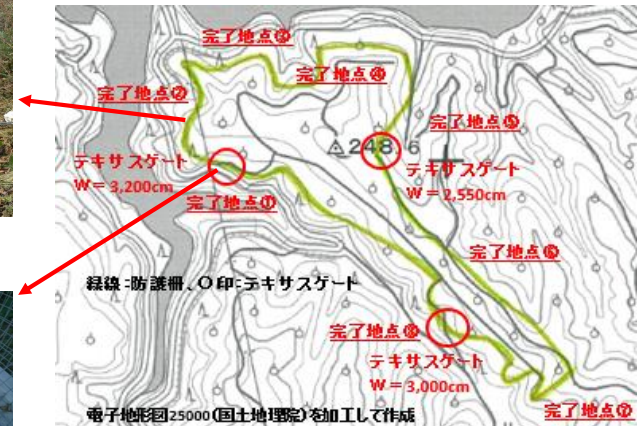 完了地点③
完了地点④
完了地点②
完了地点⑤
248.6
テキサスゲート
W=3,200cm
テキサスゲート
W=2,550cm
完了地点①
完了地点⑥
緑線:防護柵、〇印:テキサスゲート
完了地点⑧
テキサスゲート
W=3,000cm
電子地形図25000(国土地理院)を加工して作成
完了地点⑦